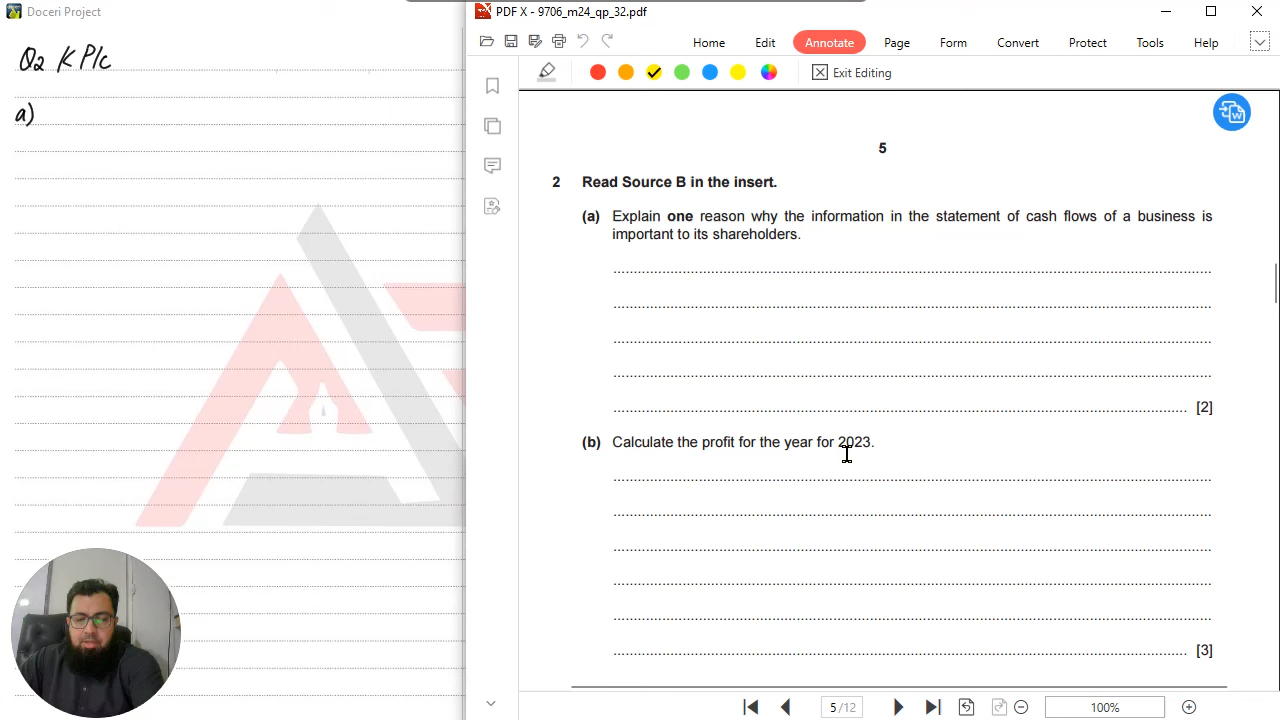 Doceri Project
Q2 K Plc
a)
PDF X - 9706_m24_qp_32.pdf
Home Edit Annotate Page Form Convert Protect Tools Help
Exit Editing
5
2 Read Source B in the insert.
(a) Explain one reason why the information in the statement of cash flows of a business is
important to its shareholders.
[2]
(b) Calculate the profit for the year for 2023.
[3]
5 /12
100%